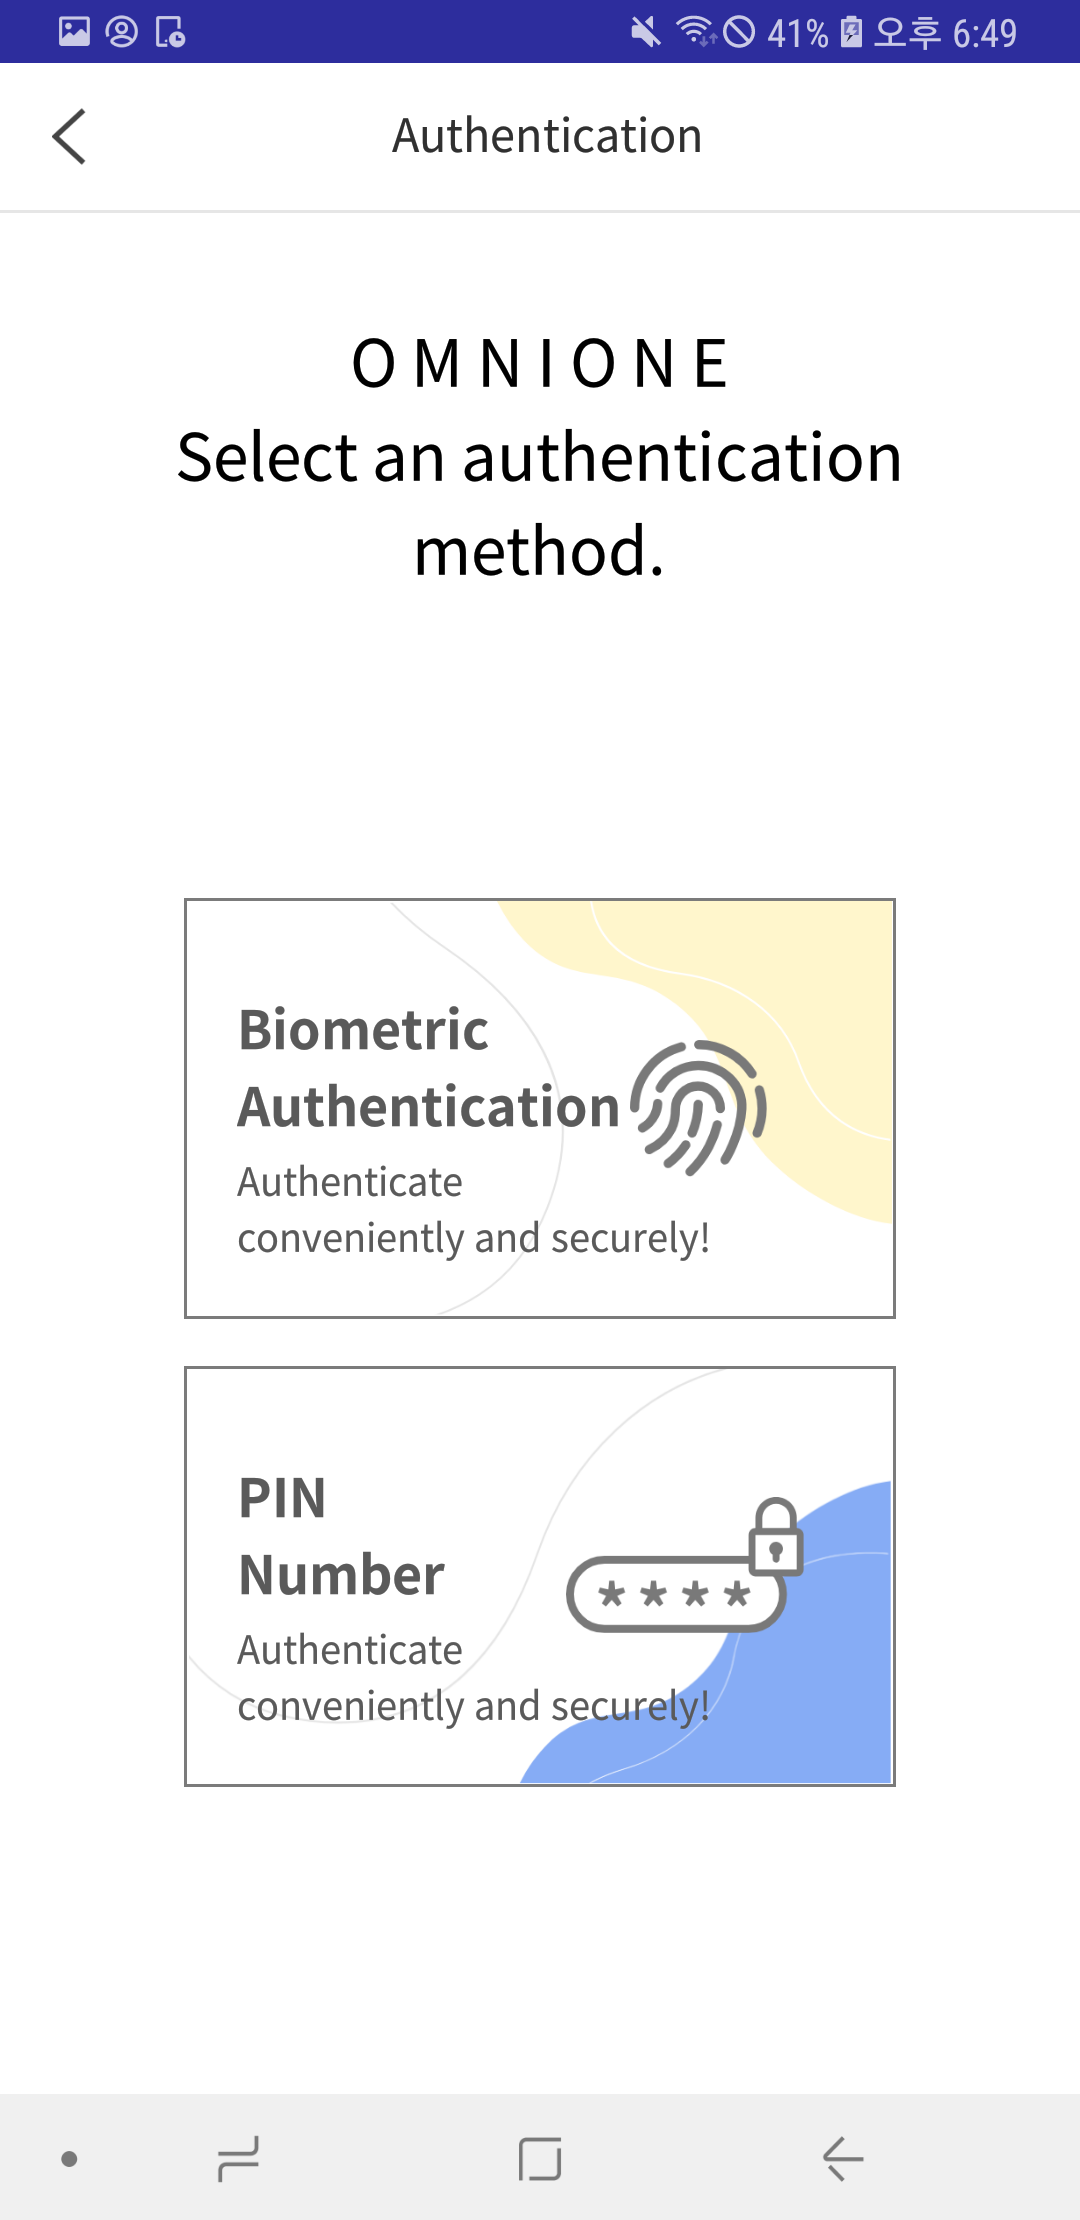 41% 오후 6:49
Authentication
OMNIONE
Select an authentication
method.
Biometric
Authentication
Authenticate
conveniently and securely!
PIN
Number
****
Authenticate
conveniently and securely!